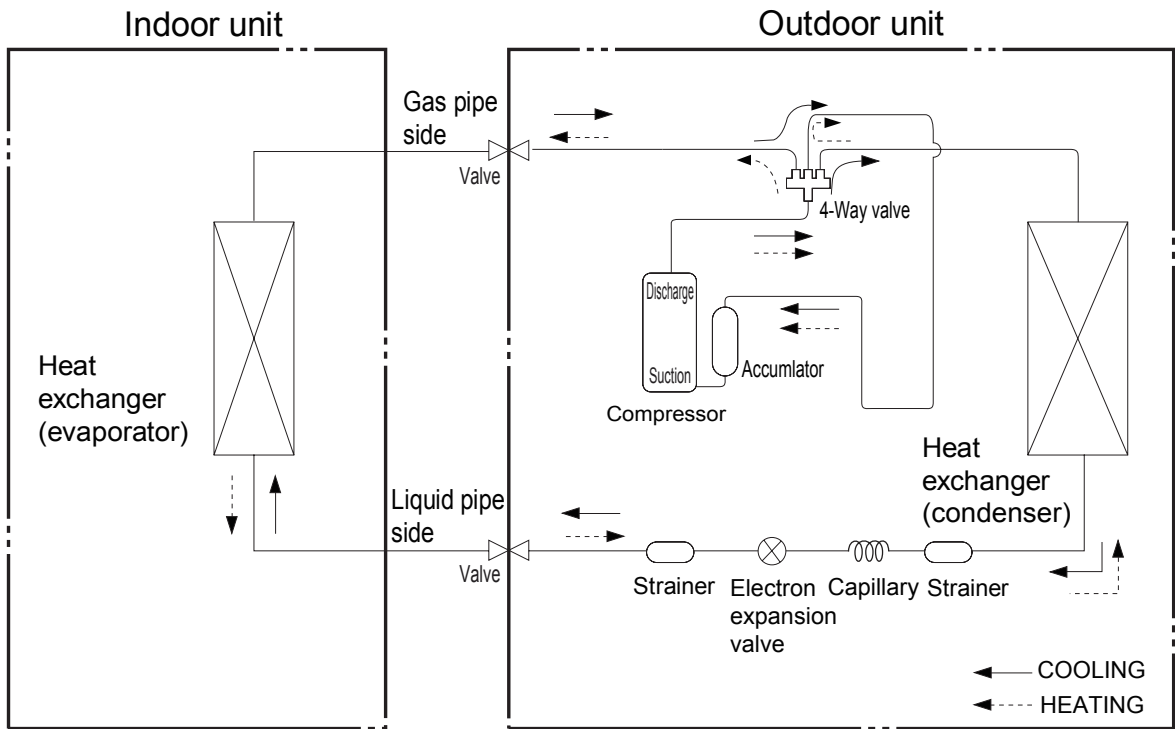 Indoor unit
Outdoor unit
Gas pipe
side
Valve
4-Way valve
Discharge
Suction
Accumlator
Compressor
Heat
exchanger
(evaporator)
Heat
exchanger
(condenser)
Liquid pipe
side
Valve
Strainer
Electron
expansion
valve
Capillary
Strainer
COOLING
HEATING